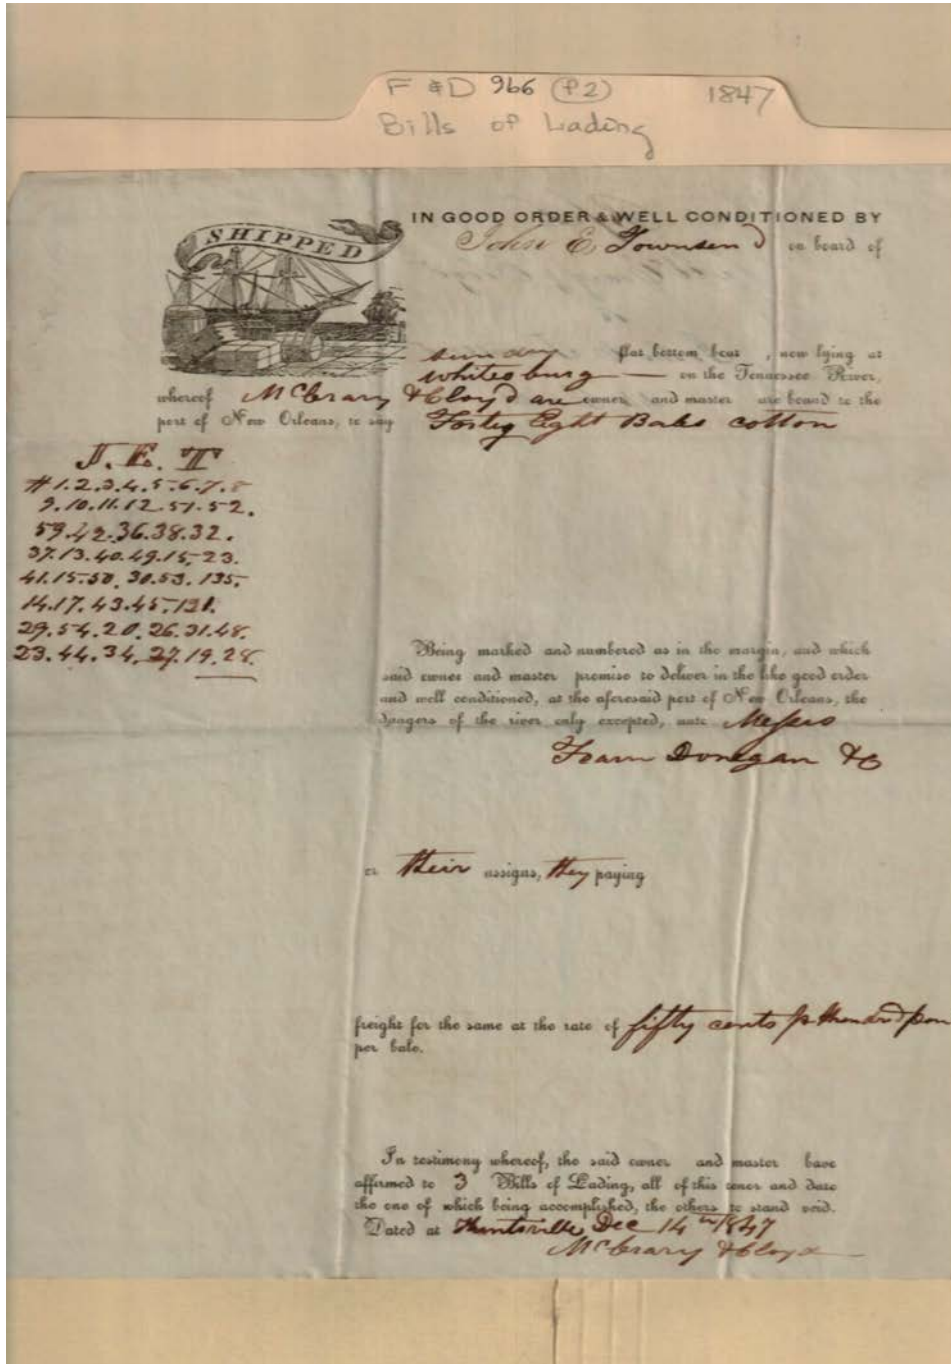 F & D 966 (P2) 1847
Bills of Lading
SHIPPED
IN GOOD ORDER & WELL CONDITIONED BY
John E. Townsend on board of
flat bottom boat, now lying at
whitesburg — on the Tennessee River,
whereof McCrary & Cloyd are owner and master are bound to the
port of New Orleans, to say Forty Eight Bales cotton
J. E. T
#1.2.3.4.5.6.7.8
9.10.11.12.51.52.
59.42.36.38.32.
37.13.40.49.15.23.
41.15.50.30.53.135.
14.17.43.45.121.
29.54.20.26.31.48.
23.44.34.27.19.28.
Being marked and numbered as in the margin, and which
said owner and master promise to deliver in the like good order
and well conditioned, at the aforesaid port of New Orleans, the
dangers of the river only excepted, unto Messrs
Fearn Donegan & Co
or their assigns, they paying
freight for the same at the rate of fifty cents p hundred poun
per bale.
In testimony whereof, the said owner and master have
affirmed to 3 Bills of Lading, all of this tenor and date
the one of which being accomplished, the others to stand void.
Dated at Huntsville Dec 14th 1847
McCrary & Cloyd